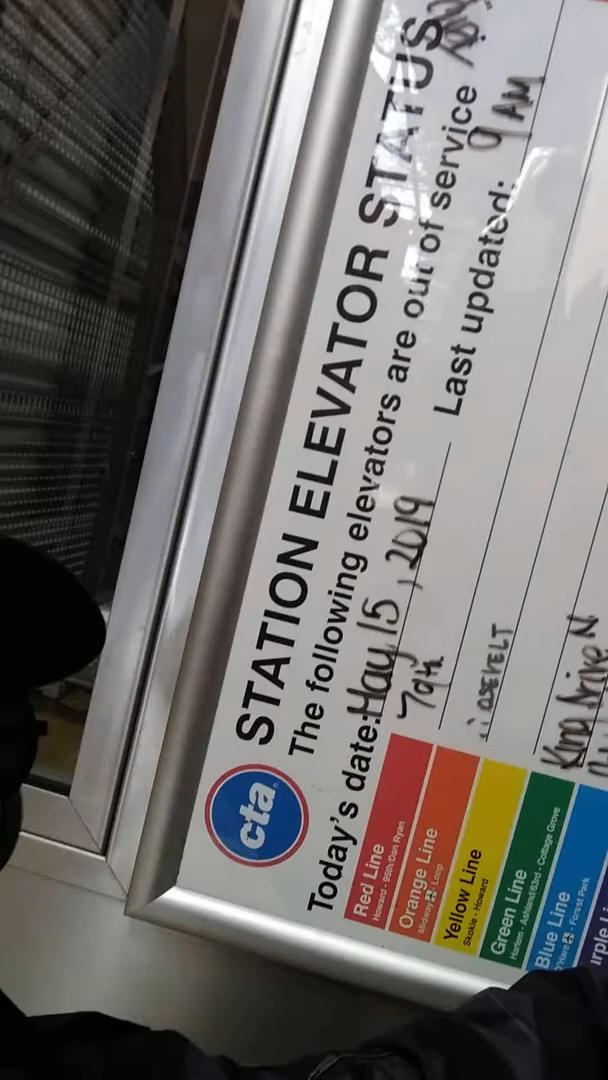 cta
STATION ELEVATOR STATUS
The following elevators are out of service
Today's date: May 15, 2019 Last updated: 9 AM
Red Line 79th
Howard - 95th/Dan Ryan
Orange Line
Midway Loop
Yellow Line
Skokie - Howard
Green Line King Drive N
Harlem - Ashland/63rd - Cottage Grove
Blue Line
O'Hare - Forest Park